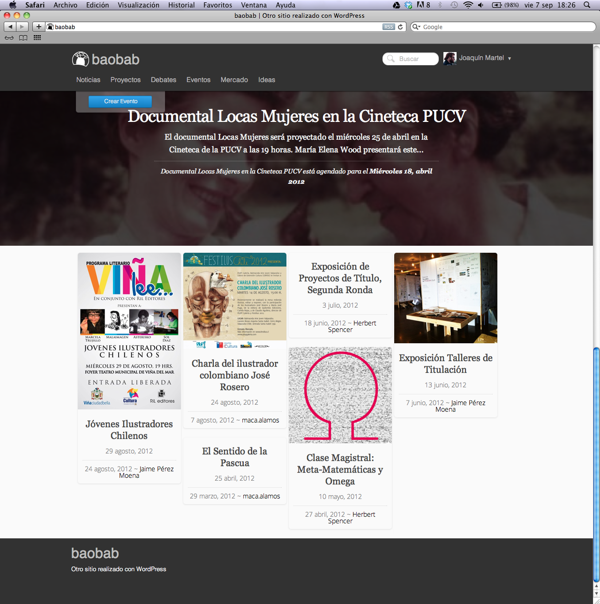 Safari Archivo Edición Visualización Historial Favoritos Ventana Ayuda
8 (98%) vie 7 sep 18:26
baobab | Otro sitio realizado con WordPress
baobab
Google
baobab
Buscar
Joaquín Martel
Noticias Proyectos Debates Eventos Mercado Ideas
Crear Evento
Documental Locas Mujeres en la Cineteca PUCV
El documental Locas Mujeres será proyectado el miércoles 25 de abril en la
Cineteca de la PUCV a las 19 horas. María Elena Wood presentará este...
Documental Locas Mujeres en la Cineteca PUCV está agendado para el Miércoles 18, abril
2012
PROGRAMA LITERARIO
VIÑA
lee...
EN CONJUNTO CON RIL EDITORES
PRESENTAN A
JOVENES ILUSTRADORES
CHILENOS
MIERCOLES 29 DE AGOSTO. 19 HRS.
FOYER TEATRO MUNICIPAL DE VIÑA DEL MAR
ENTRADA LIBERADA
Cultura
RIL editores
Jóvenes Ilustradores
Chilenos
29 agosto, 2012
24 agosto, 2012 ~ Jaime Pérez
Moena
CHARLA DEL ILUSTRADOR
COLOMBIANO JOSÉ ROSERO
Charla del ilustrador
colombiano José
Rosero
24 agosto, 2012
7 agosto, 2012 ~ maca.alamos
El Sentido de la
Pascua
25 abril, 2012
29 marzo, 2012 ~ maca.alamos
Exposición de
Proyectos de Título,
Segunda Ronda
3 julio, 2012
18 junio, 2012 ~ Herbert
Spencer
Clase Magistral:
Meta-Matemáticas y
Omega
10 mayo, 2012
27 abril, 2012 ~ Herbert
Spencer
Exposición Talleres de
Titulación
13 junio, 2012
7 junio, 2012 ~ Jaime Pérez
Moena
baobab
Otro sitio realizado con WordPress